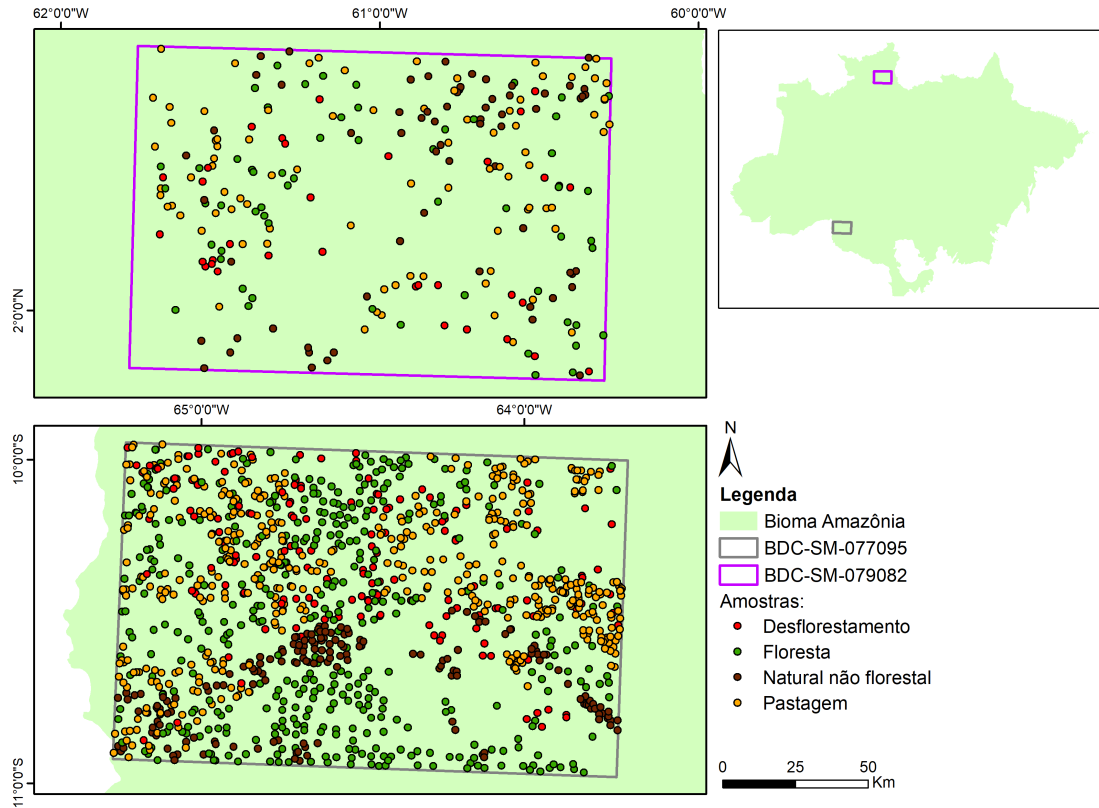 62°0'0"W 61°0'0"W 60°0'0"W
2°0'0"N
65°0'0"W 64°0'0"W
10°0'0"S
11°0'0"S
N
Legenda
Bioma Amazônia
BDC-SM-077095
BDC-SM-079082
Amostras:
Desflorestamento
Floresta
Natural não florestal
Pastagem
0 25 50
Km